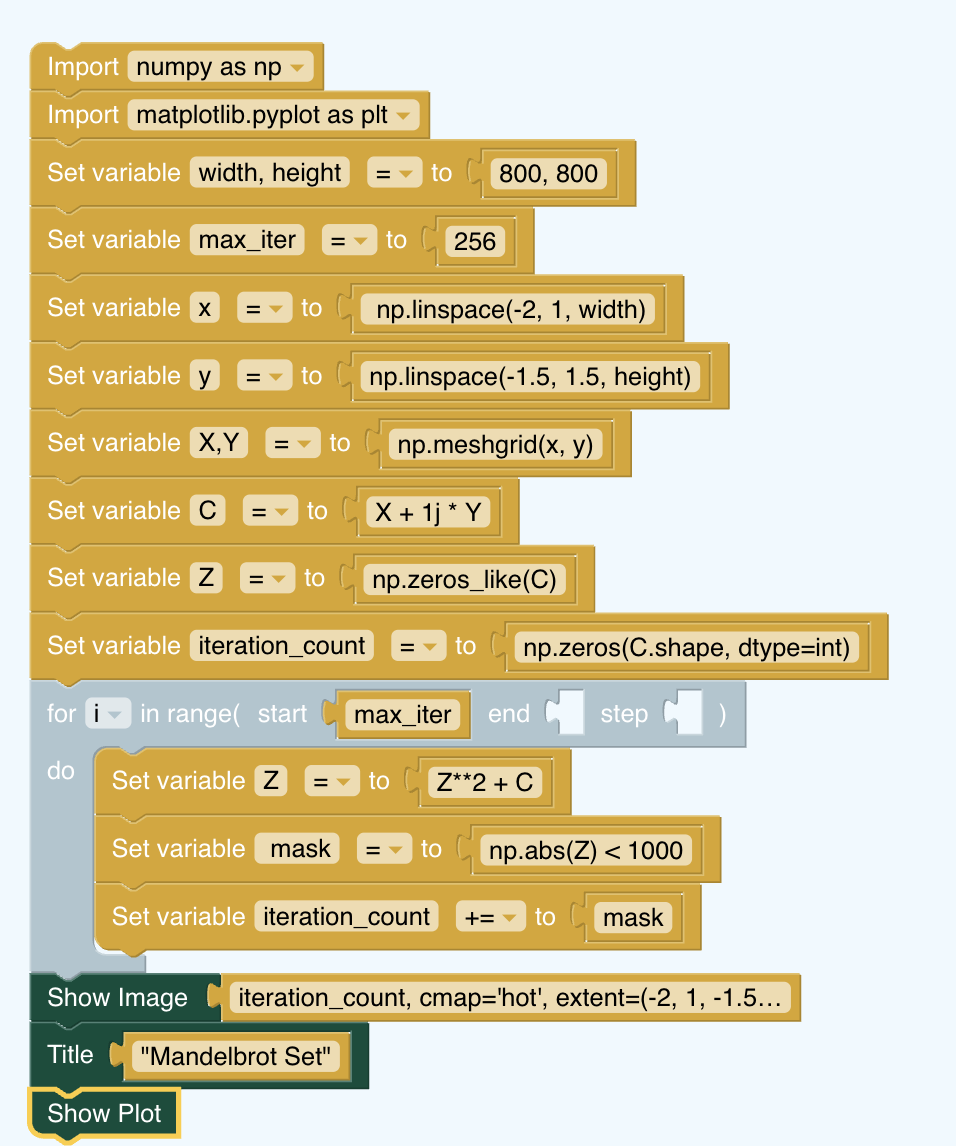 Import numpy as np
Import matplotlib.pyplot as plt
Set variable width, height = to 800, 800
Set variable max_iter = to 256
Set variable x = to np.linspace(-2, 1, width)
Set variable y = to np.linspace(-1.5, 1.5, height)
Set variable X,Y = to np.meshgrid(x, y)
Set variable C = to X + 1j * Y
Set variable Z = to np.zeros_like(C)
Set variable iteration_count = to np.zeros(C.shape, dtype=int)
for i in range( start max_iter end step )
do Set variable Z = to Z**2 + C
Set variable mask = to np.abs(Z) < 1000
Set variable iteration_count += to mask
Show Image iteration_count, cmap='hot', extent=(-2, 1, -1.5…
Title "Mandelbrot Set"
Show Plot